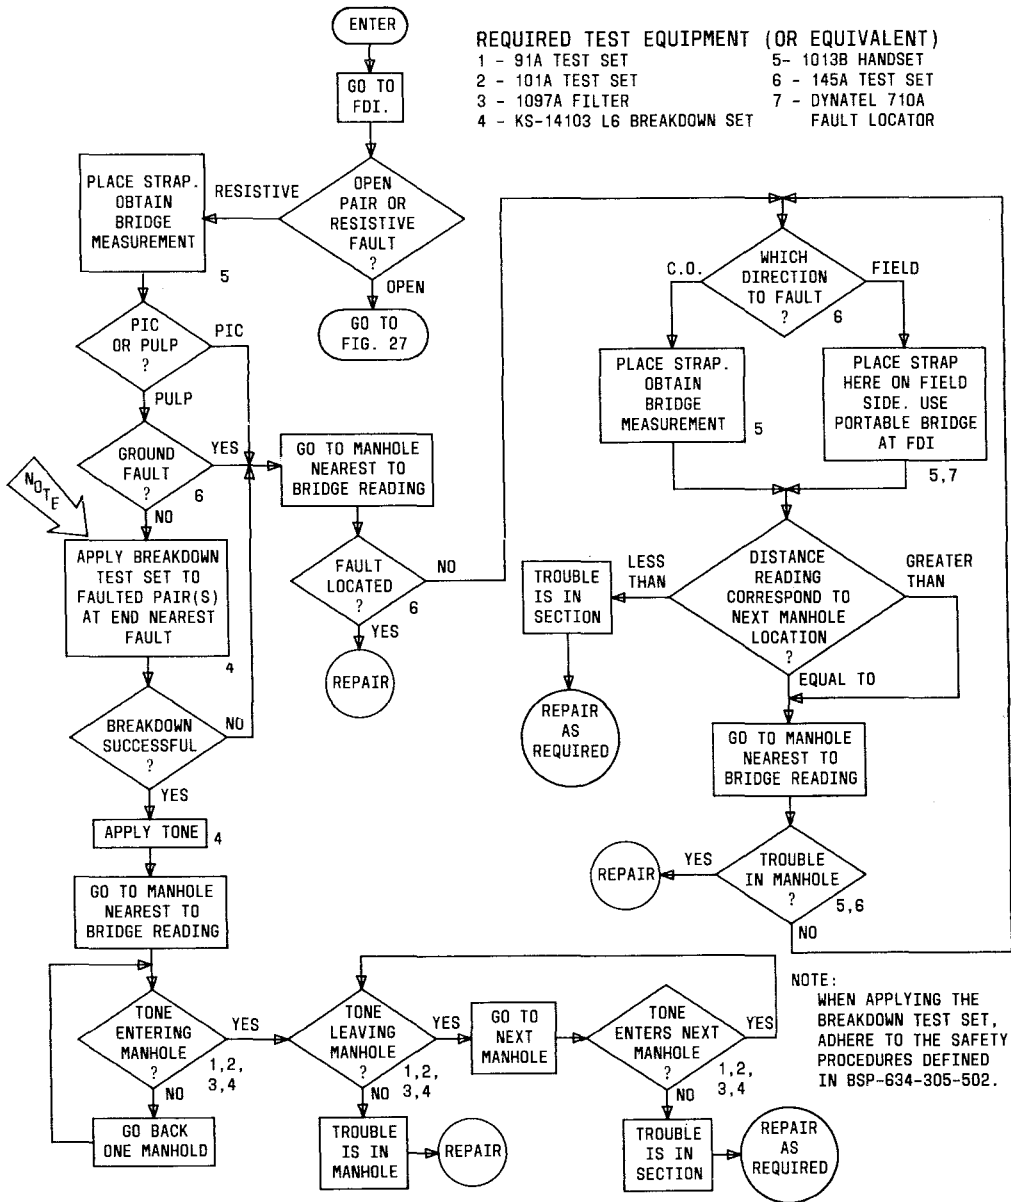 ENTER
REQUIRED TEST EQUIPMENT (OR EQUIVALENT)
1 - 91A TEST SET
2 - 101A TEST SET
3 - 1097A FILTER
4 - KS-14103 L6 BREAKDOWN SET
5- 1013B HANDSET
6 - 145A TEST SET
7 - DYNATEL 710A
FAULT LOCATOR
GO TO
FDI.
OPEN
PAIR OR
RESISTIVE
FAULT
?
RESISTIVE
OPEN
GO TO
FIG. 27
PLACE STRAP.
OBTAIN
BRIDGE
MEASUREMENT
5
PIC
OR PULP
?
PIC
PULP
GROUND
FAULT
?
YES
6
NO
NOTE
APPLY BREAKDOWN
TEST SET TO
FAULTED PAIR(S)
AT END NEAREST
FAULT
4
BREAKDOWN
SUCCESSFUL
?
NO
YES
APPLY TONE
4
GO TO MANHOLE
NEAREST TO
BRIDGE READING
GO TO MANHOLE
NEAREST TO
BRIDGE READING
FAULT
LOCATED
?
NO
6
YES
REPAIR
WHICH
DIRECTION
TO FAULT
?
C.O.
FIELD
6
PLACE STRAP.
OBTAIN
BRIDGE
MEASUREMENT
5
PLACE STRAP
HERE ON FIELD
SIDE. USE
PORTABLE BRIDGE
AT FDI
5,7
DISTANCE
READING
CORRESPOND TO
NEXT MANHOLE
LOCATION
?
LESS
THAN
GREATER
THAN
EQUAL TO
TROUBLE
IS IN
SECTION
REPAIR
AS
REQUIRED
GO TO MANHOLE
NEAREST TO
BRIDGE READING
TROUBLE
IN MANHOLE
?
YES
5,6
NO
REPAIR
TONE
ENTERING
MANHOLE
?
YES
1,2,
3,4
NO
GO BACK
ONE MANHOLD
TONE
LEAVING
MANHOLE
?
YES
1,2,
3,4
NO
TROUBLE
IS IN
MANHOLE
REPAIR
GO TO
NEXT
MANHOLE
TONE
ENTERS NEXT
MANHOLE
?
YES
1,2,
3,4
NO
TROUBLE
IS IN
SECTION
REPAIR
AS
REQUIRED
NOTE:
WHEN APPLYING THE
BREAKDOWN TEST SET,
ADHERE TO THE SAFETY
PROCEDURES DEFINED
IN BSP-634-305-502.